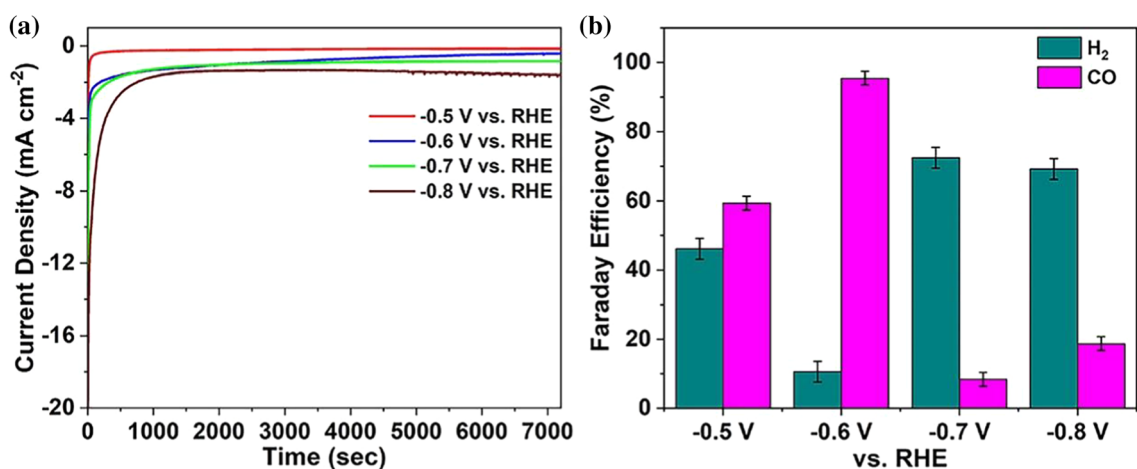 (a)
0
-4
-8
-12
-16
-20
Current Density (mA cm⁻²)
-0.5 V vs. RHE
-0.6 V vs. RHE
-0.7 V vs. RHE
-0.8 V vs. RHE
0 1000 2000 3000 4000 5000 6000 7000
Time (sec)
(b)
H₂
CO
100
80
60
40
20
0
Faraday Efficiency (%)
-0.5 V -0.6 V -0.7 V -0.8 V
vs. RHE